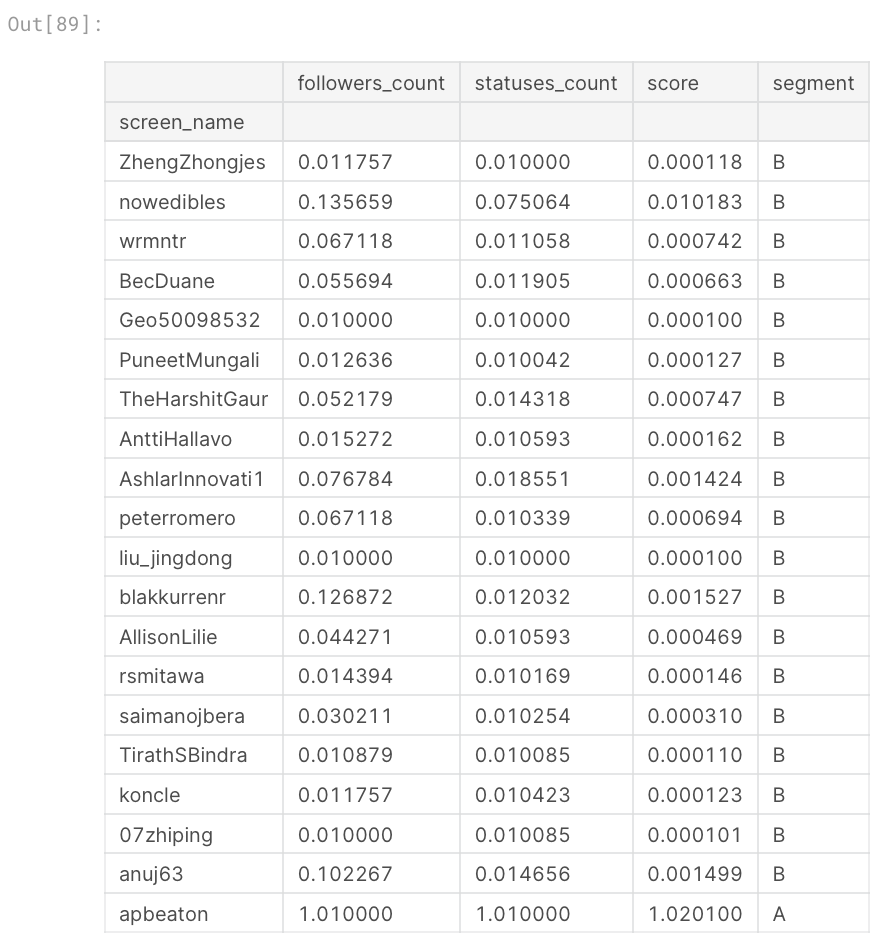 Out[89]:
followers_count statuses_count score segment
screen_name
ZhengZhongjes 0.011757 0.010000 0.000118 B
nowedibles 0.135659 0.075064 0.010183 B
wrmntr 0.067118 0.011058 0.000742 B
BecDuane 0.055694 0.011905 0.000663 B
Geo50098532 0.010000 0.010000 0.000100 B
PuneetMungali 0.012636 0.010042 0.000127 B
TheHarshitGaur 0.052179 0.014318 0.000747 B
AnttiHallavo 0.015272 0.010593 0.000162 B
AshlarInnovati1 0.076784 0.018551 0.001424 B
peterromero 0.067118 0.010339 0.000694 B
liu_jingdong 0.010000 0.010000 0.000100 B
blakkurrenr 0.126872 0.012032 0.001527 B
AllisonLilie 0.044271 0.010593 0.000469 B
rsmitawa 0.014394 0.010169 0.000146 B
saimanojbera 0.030211 0.010254 0.000310 B
TirathSBindra 0.010879 0.010085 0.000110 B
koncle 0.011757 0.010423 0.000123 B
07zhiping 0.010000 0.010085 0.000101 B
anuj63 0.102267 0.014656 0.001499 B
apbeaton 1.010000 1.010000 1.020100 A